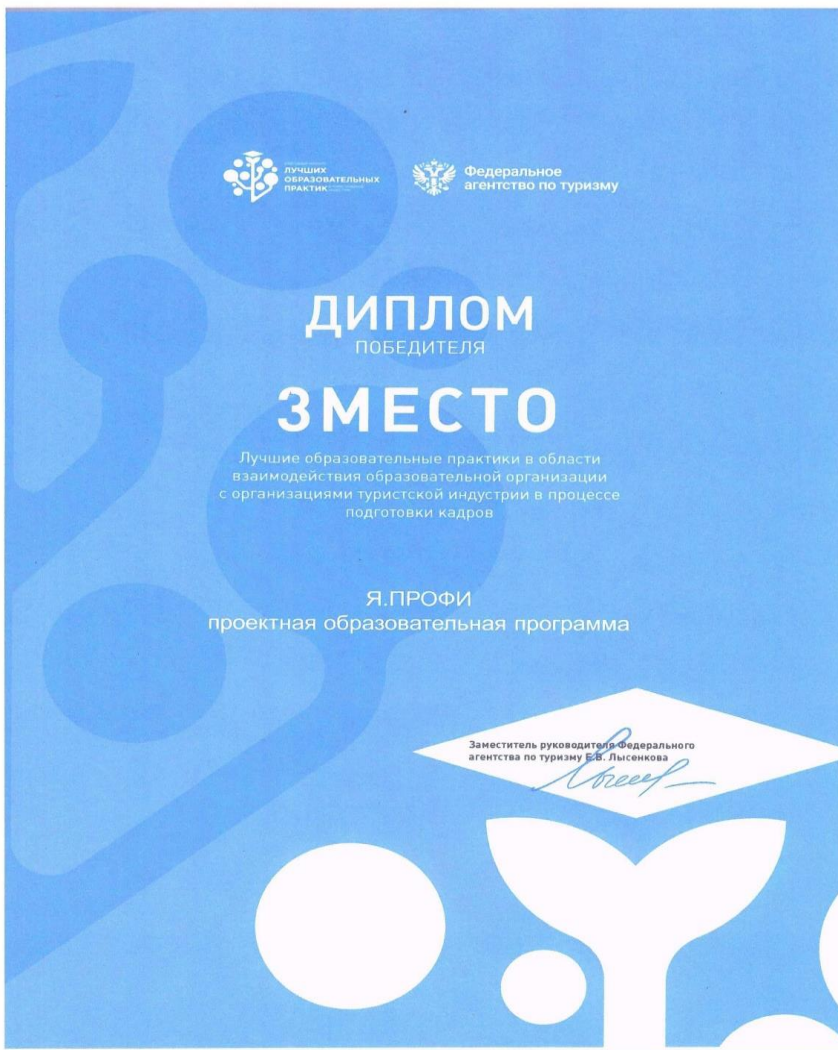 ЛУЧШИХ
ОБРАЗОВАТЕЛЬНЫХ
ПРАКТИК
Федеральное
агентство по туризму
ДИПЛОМ
ПОБЕДИТЕЛЯ
3МЕСТО
Лучшие образовательные практики в области
взаимодействия образовательной организации
с организациями туристской индустрии в процессе
подготовки кадров
Я.ПРОФИ
проектная образовательная программа
Заместитель руководителя Федерального
агентства по туризму Е.В. Лысенкова